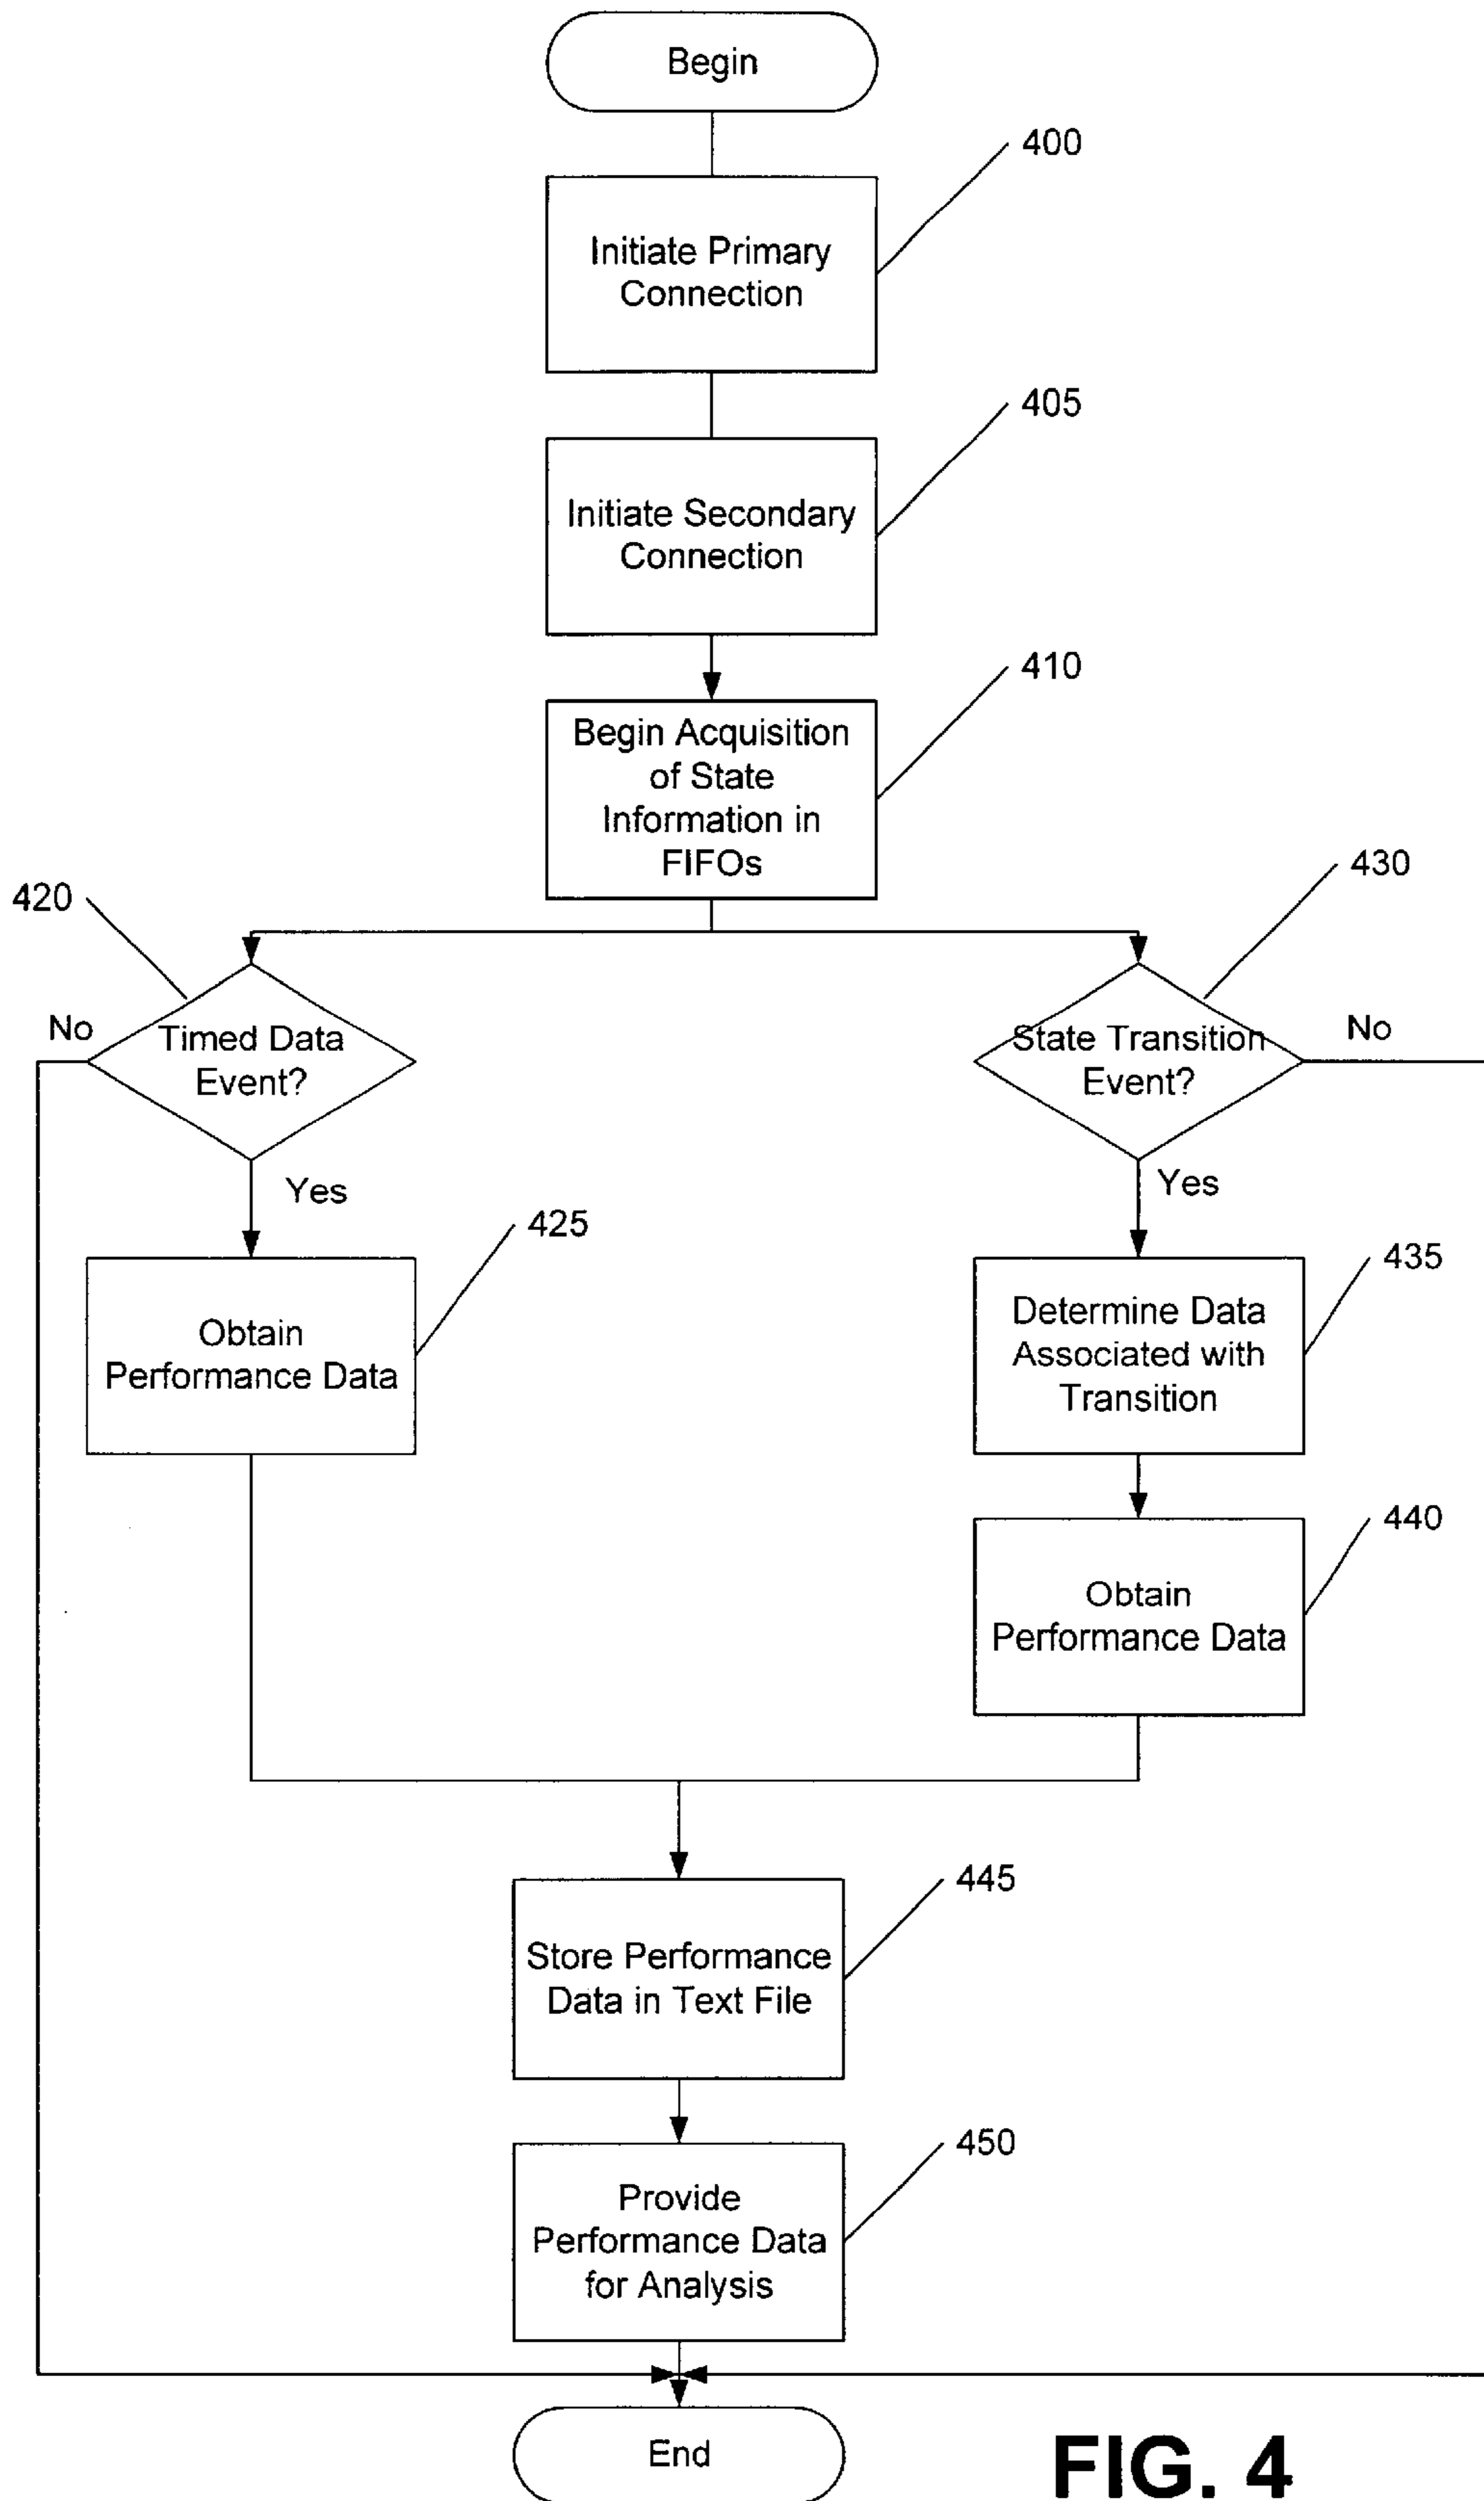 Begin
400
Initiate Primary
Connection
405
Initiate Secondary
Connection
410
Begin Acquisition
of State
Information in
FIFOs
420
430
No
Timed Data
Event?
State Transition
Event?
No
Yes
Yes
425
Obtain
Performance Data
435
Determine Data
Associated with
Transition
440
Obtain
Performance Data
445
Store Performance
Data in Text File
450
Provide
Performance Data
for Analysis
End
FIG. 4